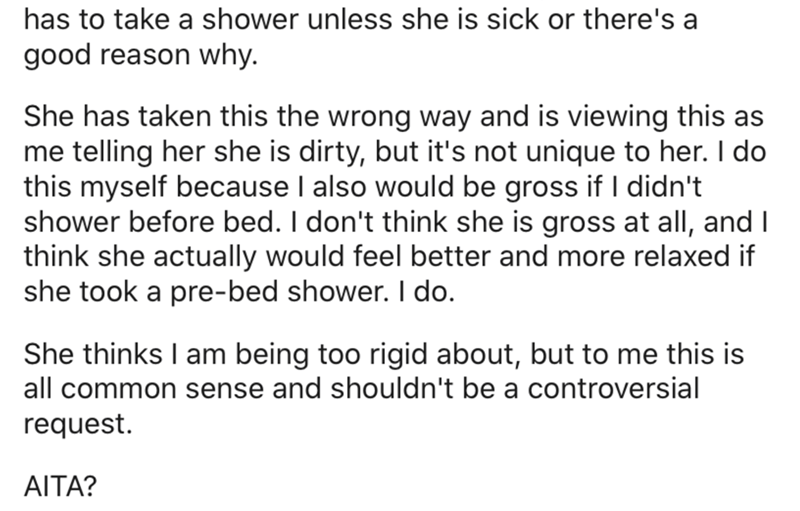 has to take a shower unless she is sick or there's a
good reason why.
She has taken this the wrong way and is viewing this as
me telling her she is dirty, but it's not unique to her. I do
this myself because I also would be gross if I didn't
shower before bed. I don't think she is gross at all, and I
think she actually would feel better and more relaxed if
she took a pre-bed shower. I do.
She thinks I am being too rigid about, but to me this is
all common sense and shouldn't be a controversial
request.
AITA?